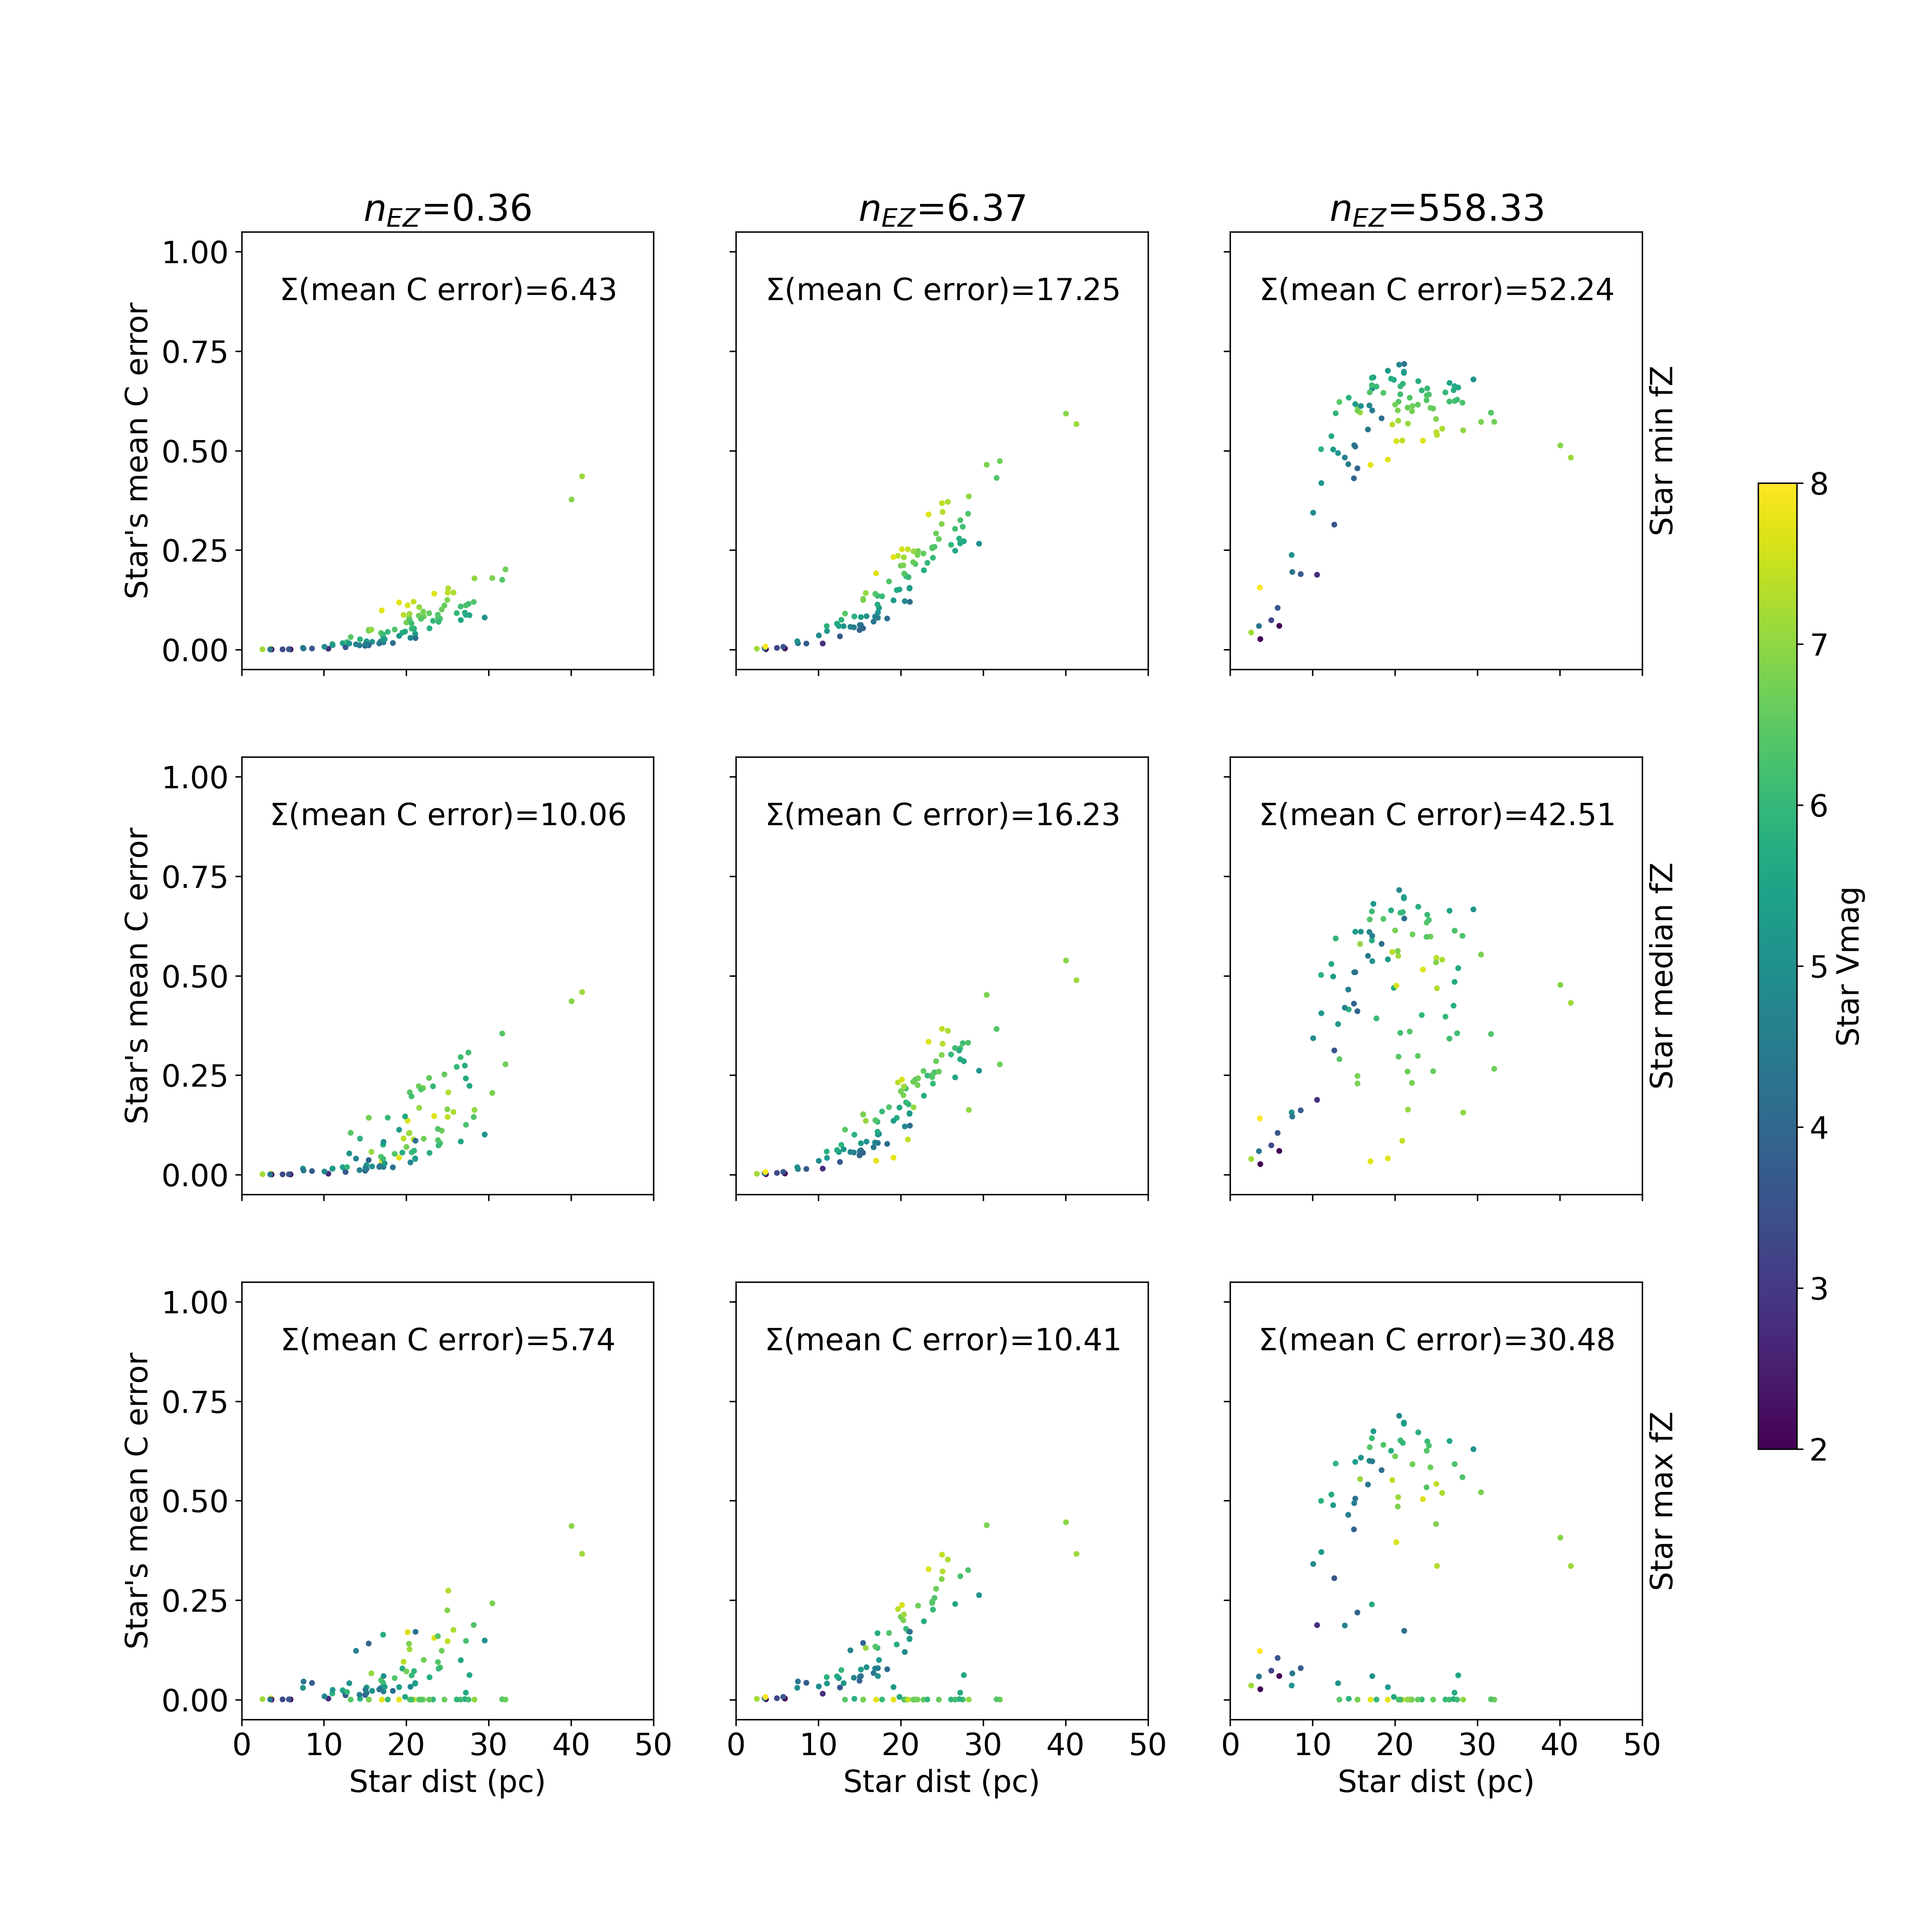 n_EZ=0.36
n_EZ=6.37
n_EZ=558.33
1.00
0.75
0.50
0.25
0.00
Star's mean C error
Σ(mean C error)=6.43
Σ(mean C error)=17.25
Σ(mean C error)=52.24
Star min fZ
1.00
0.75
0.50
0.25
0.00
Star's mean C error
Σ(mean C error)=10.06
Σ(mean C error)=16.23
Σ(mean C error)=42.51
Star median fZ
1.00
0.75
0.50
0.25
0.00
Star's mean C error
Σ(mean C error)=5.74
Σ(mean C error)=10.41
Σ(mean C error)=30.48
Star max fZ
0 10 20 30 40 50
0 10 20 30 40 50
0 10 20 30 40 50
Star dist (pc)
Star dist (pc)
Star dist (pc)
8
7
6
5
4
3
2
Star Vmag